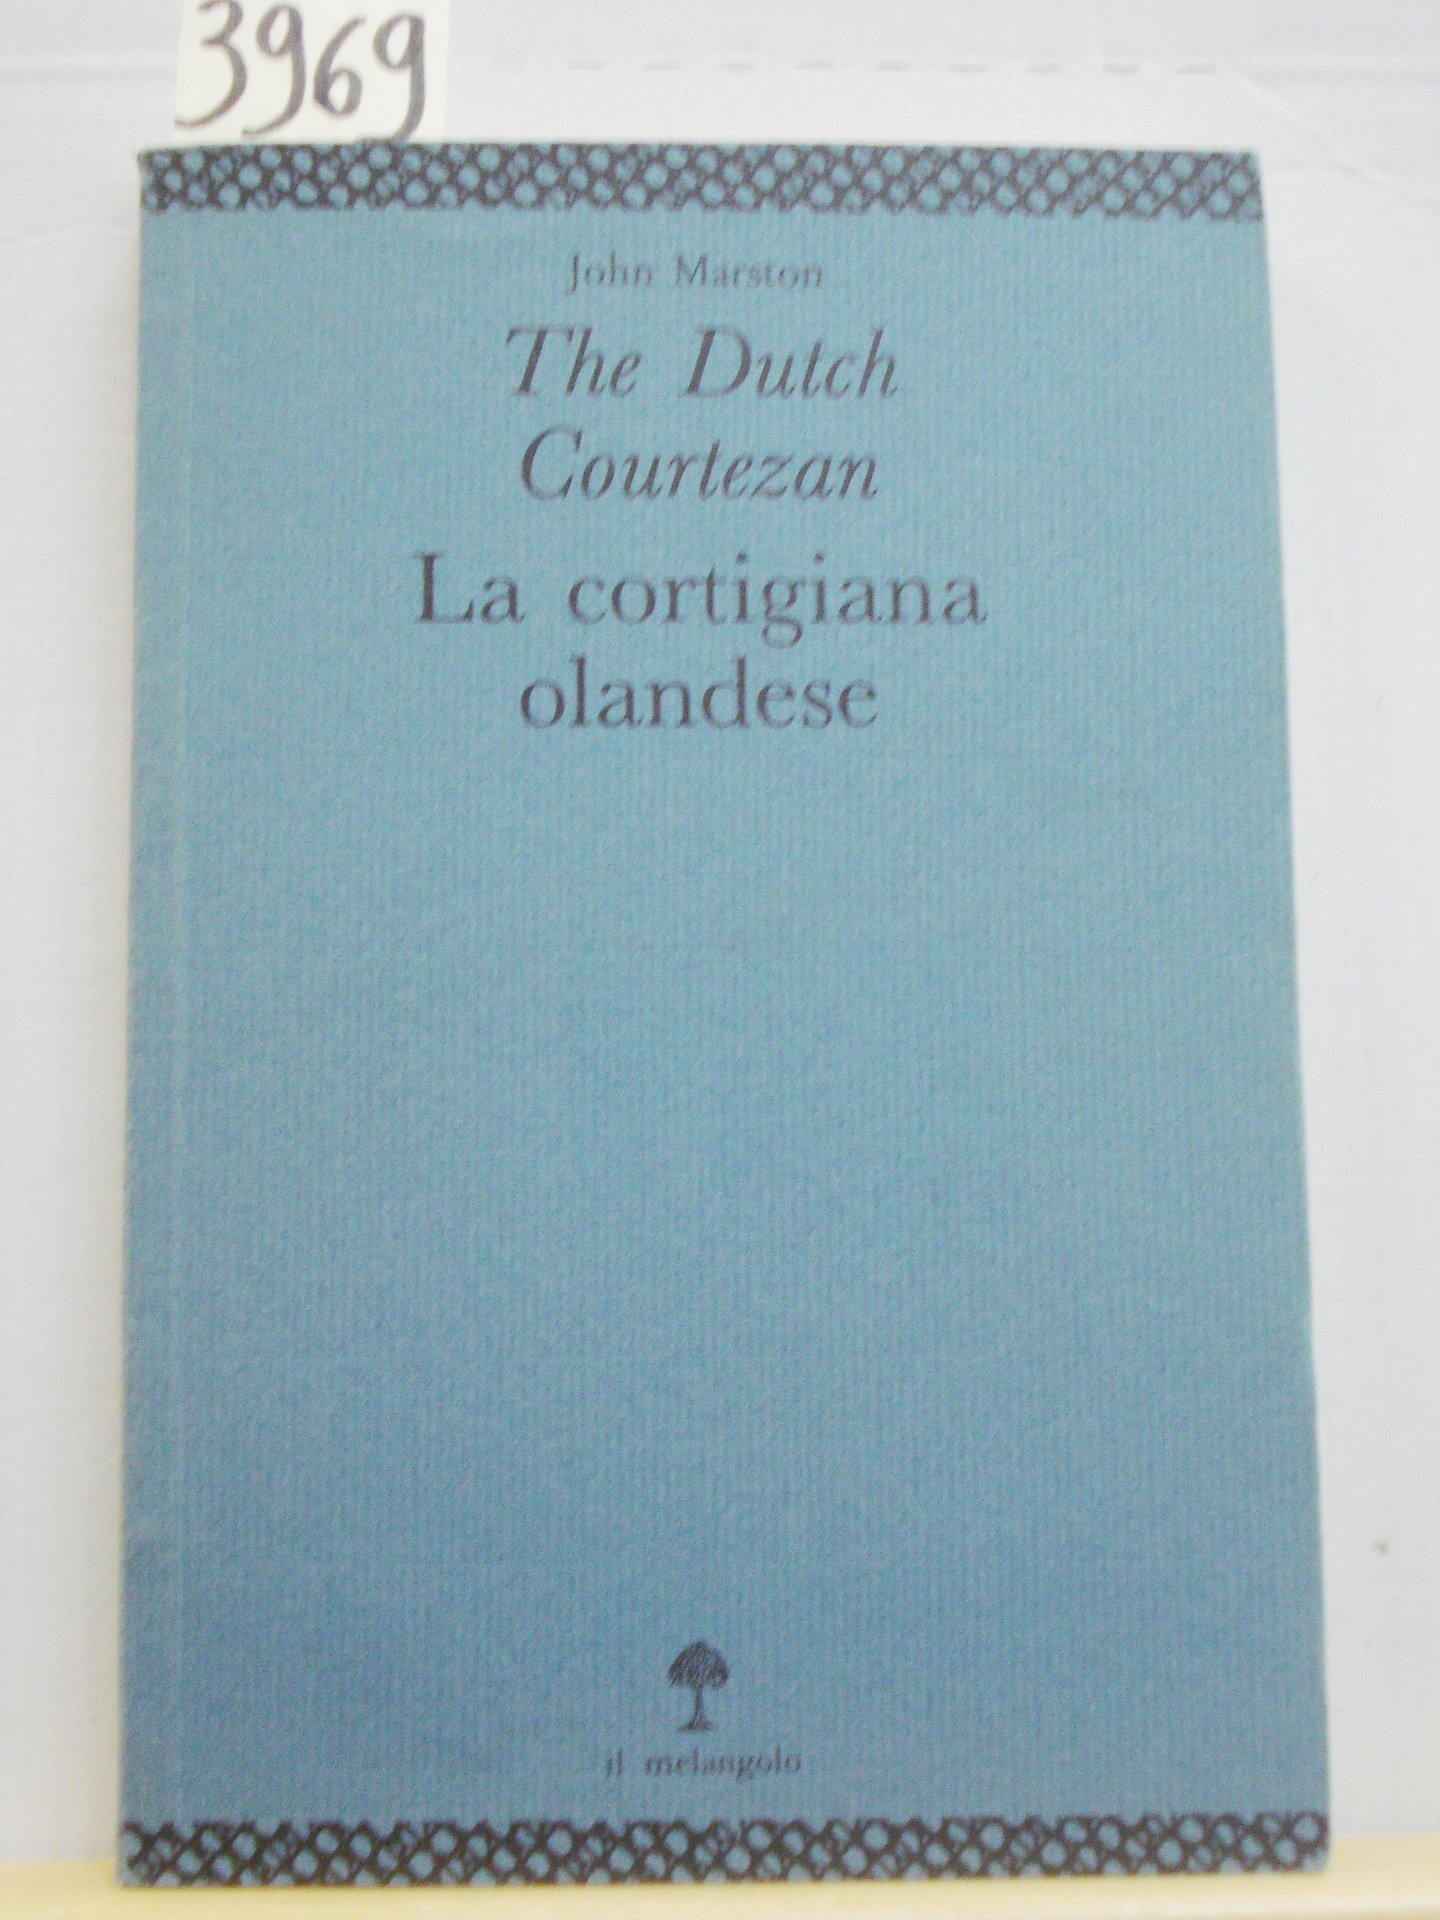 3969
John Marston
The Dutch
Courtezan
La cortigiana
olandese
il melangolo